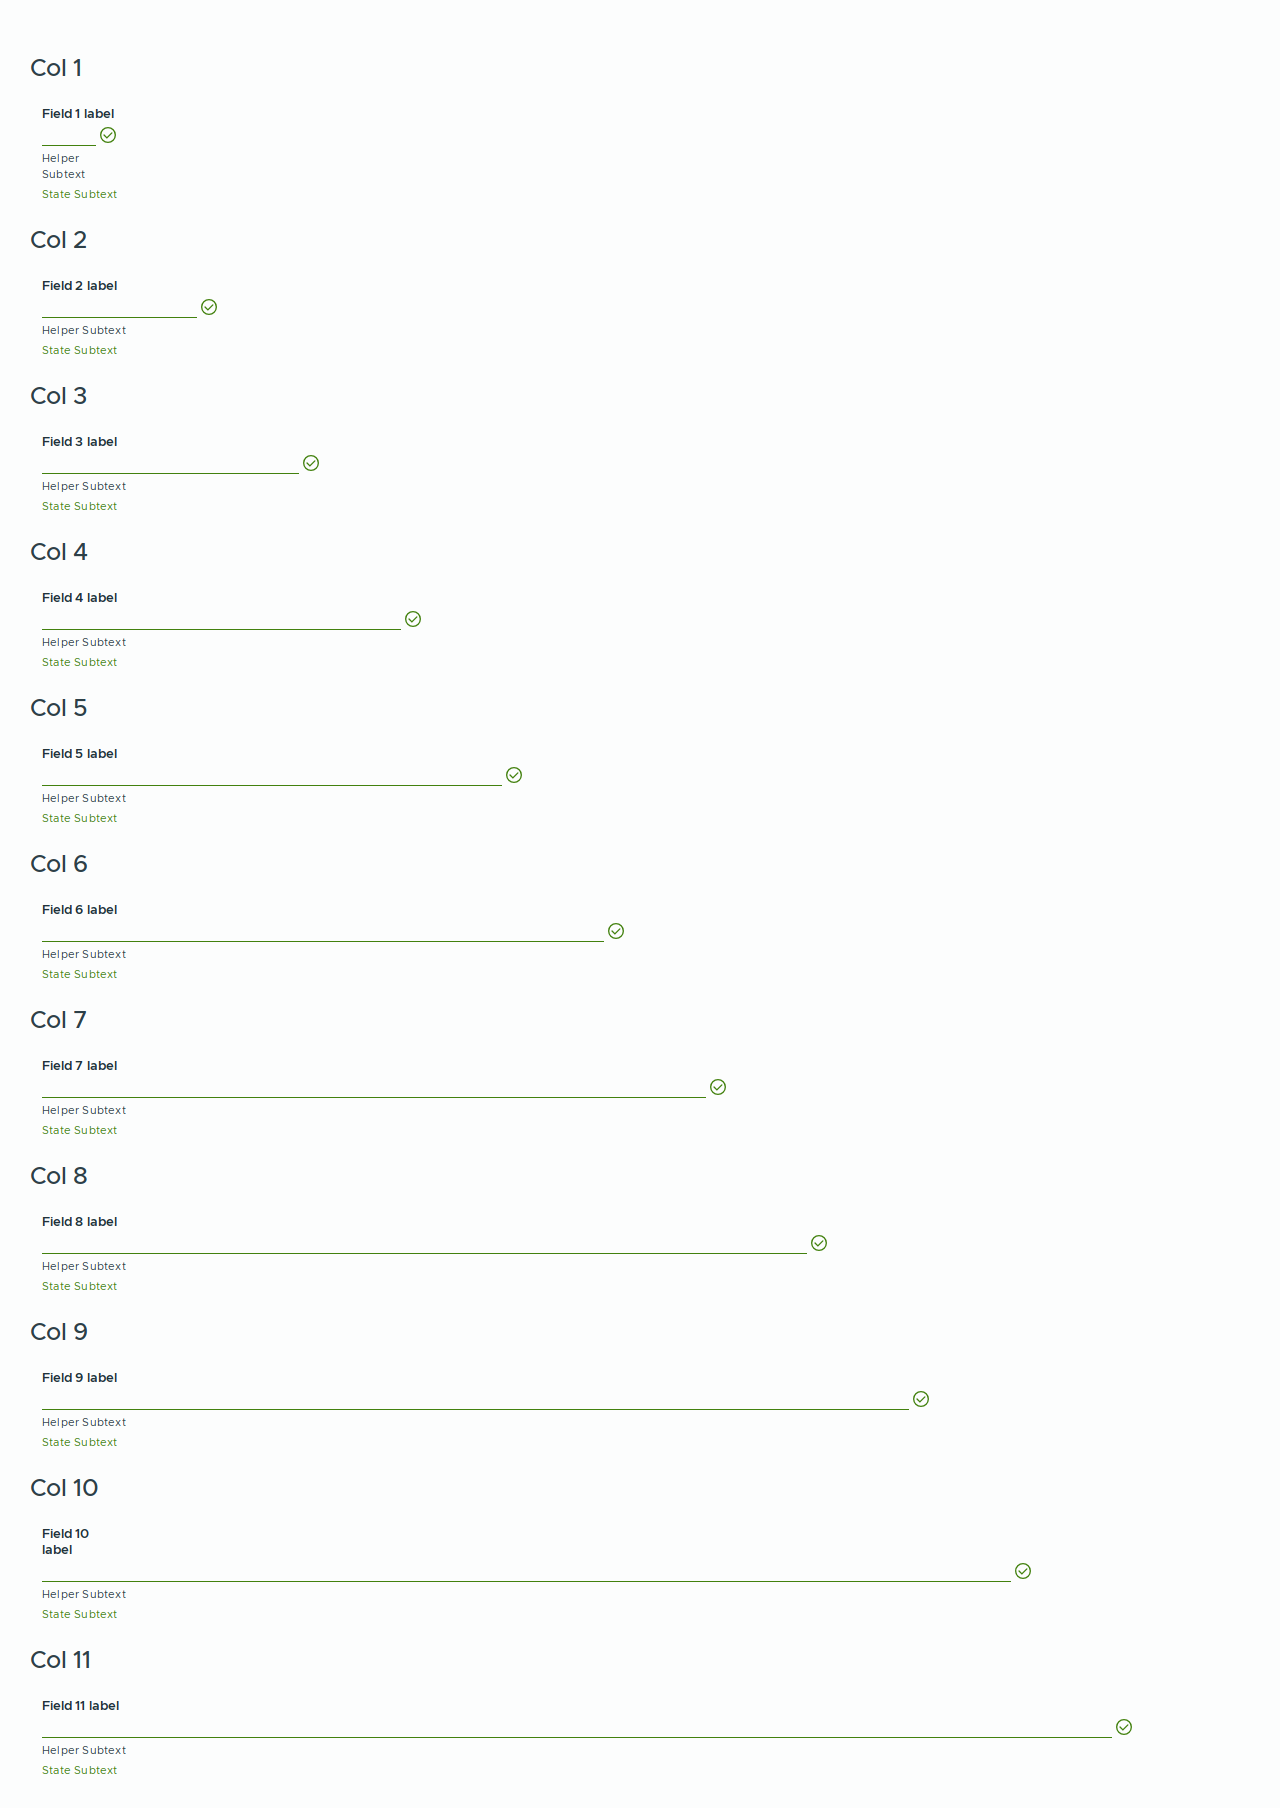 Col 1
Field 1 label
Helper
Subtext
State Subtext
Col 2
Field 2 label
Helper Subtext
State Subtext
Col 3
Field 3 label
Helper Subtext
State Subtext
Col 4
Field 4 label
Helper Subtext
State Subtext
Col 5
Field 5 label
Helper Subtext
State Subtext
Col 6
Field 6 label
Helper Subtext
State Subtext
Col 7
Field 7 label
Helper Subtext
State Subtext
Col 8
Field 8 label
Helper Subtext
State Subtext
Col 9
Field 9 label
Helper Subtext
State Subtext
Col 10
Field 10
label
Helper Subtext
State Subtext
Col 11
Field 11 label
Helper Subtext
State Subtext